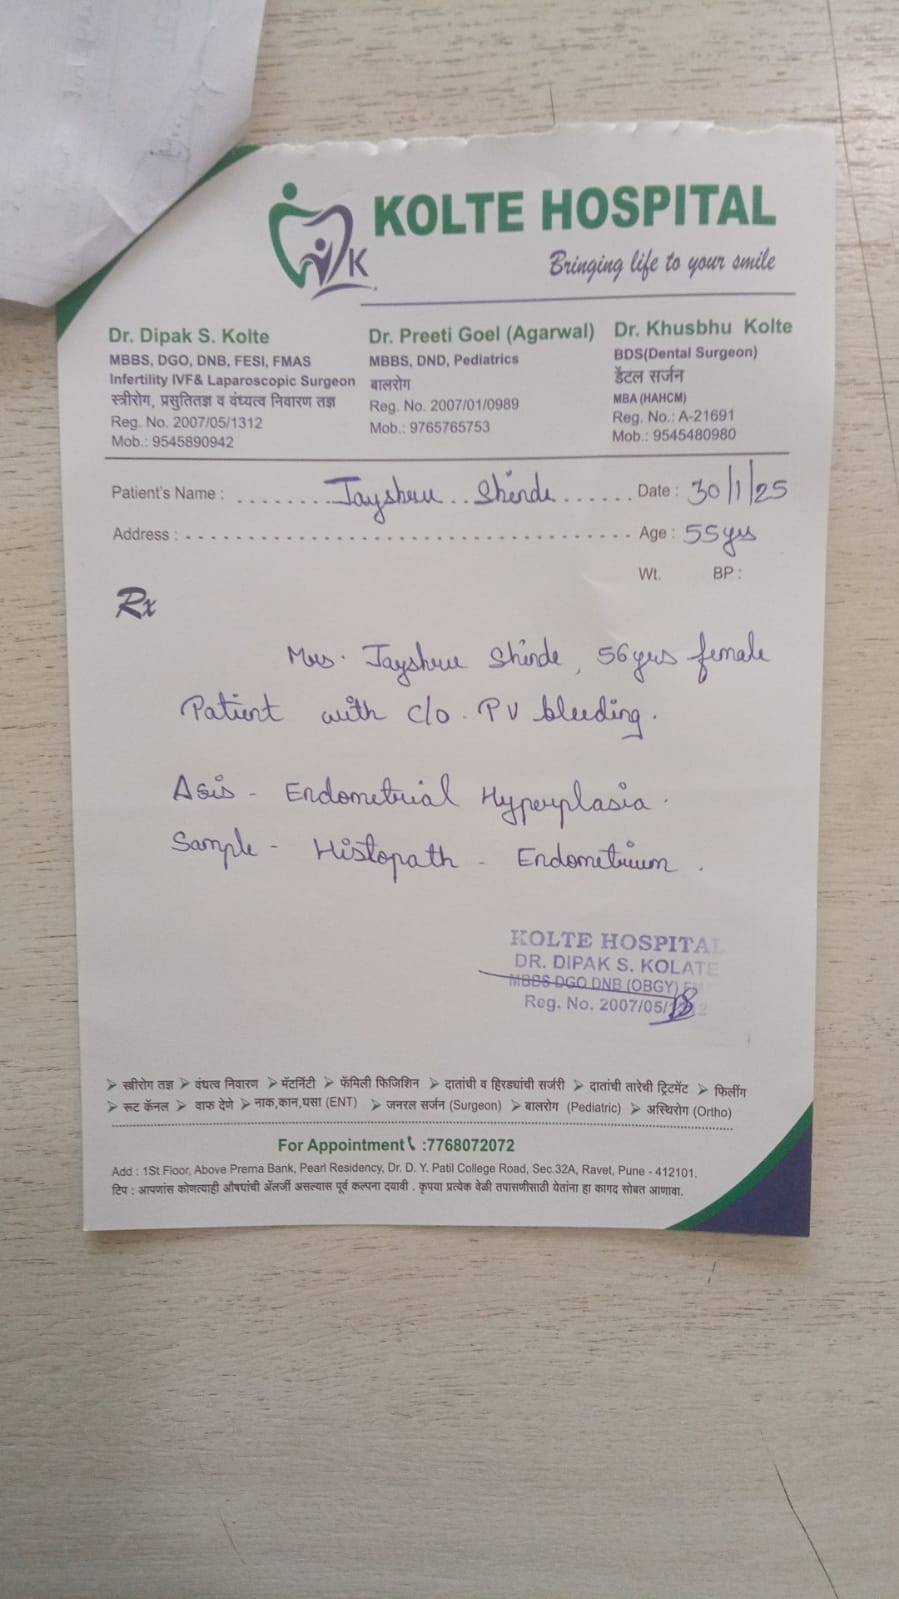 KOLTE HOSPITAL
Bringing life to your smile
K
Dr. Dipak S. Kolte
MBBS, DGO, DNB, FESI, FMAS
Infertility IVF& Laparoscopic Surgeon
स्त्रीरोग, प्रसुतितज्ञ व वंध्यत्व निवारण तज्ञ
Reg. No. 2007/05/1312
Mob.: 9545890942
Dr. Preeti Goel (Agarwal)
MBBS, DND, Pediatrics
बालरोग
Reg. No. 2007/01/0989
Mob.: 9765765753
Dr. Khusbhu Kolte
BDS(Dental Surgeon)
डेंटल सर्जन
MBA (HAHCM)
Reg. No.: A-21691
Mob.: 9545480980
Patient's Name : Jayshree Shinde Date : 30/1/25
Address : Age : 55yrs
Wt. BP :
Rx
Mrs. Jayshree Shinde, 56yrs female
Patient with c/o. PV bleeding.
- Endometrial Hyperplasia.
Sample - Histopath - Endometrium.
KOLTE HOSPITAL
DR. DIPAK S. KOLATE
MBBS DGO DNB (OBGY)
Reg. No. 2007/05/
➢ स्त्रीरोग तज्ञ ➢ वंधत्व निवारण ➢ मॅटर्निटी ➢ फॅमिली फिजिशिन ➢ दातांची व हिरड्यांची सर्जरी ➢ दातांची तारेची ट्रिटमेंट ➢ फिलींग
➢ रूट कॅनल ➢ वाफ देणे ➢ नाक,कान,घसा (ENT) ➢ जनरल सर्जन (Surgeon) ➢ बालरोग (Pediatric) ➢ अस्थिरोग (Ortho)
For Appointment :7768072072
Add : 1St Floor, Above Prerna Bank, Pearl Residency, Dr. D. Y. Patil College Road, Sec.32A, Ravet, Pune - 412101.
टिप : आपणांस कोणत्याही औषधांची ॲलर्जी असल्यास पूर्व कल्पना दयावी . कृपया प्रत्येक वेळी तपासणीसाठी येतांना हा कागद सोबत आणावा.